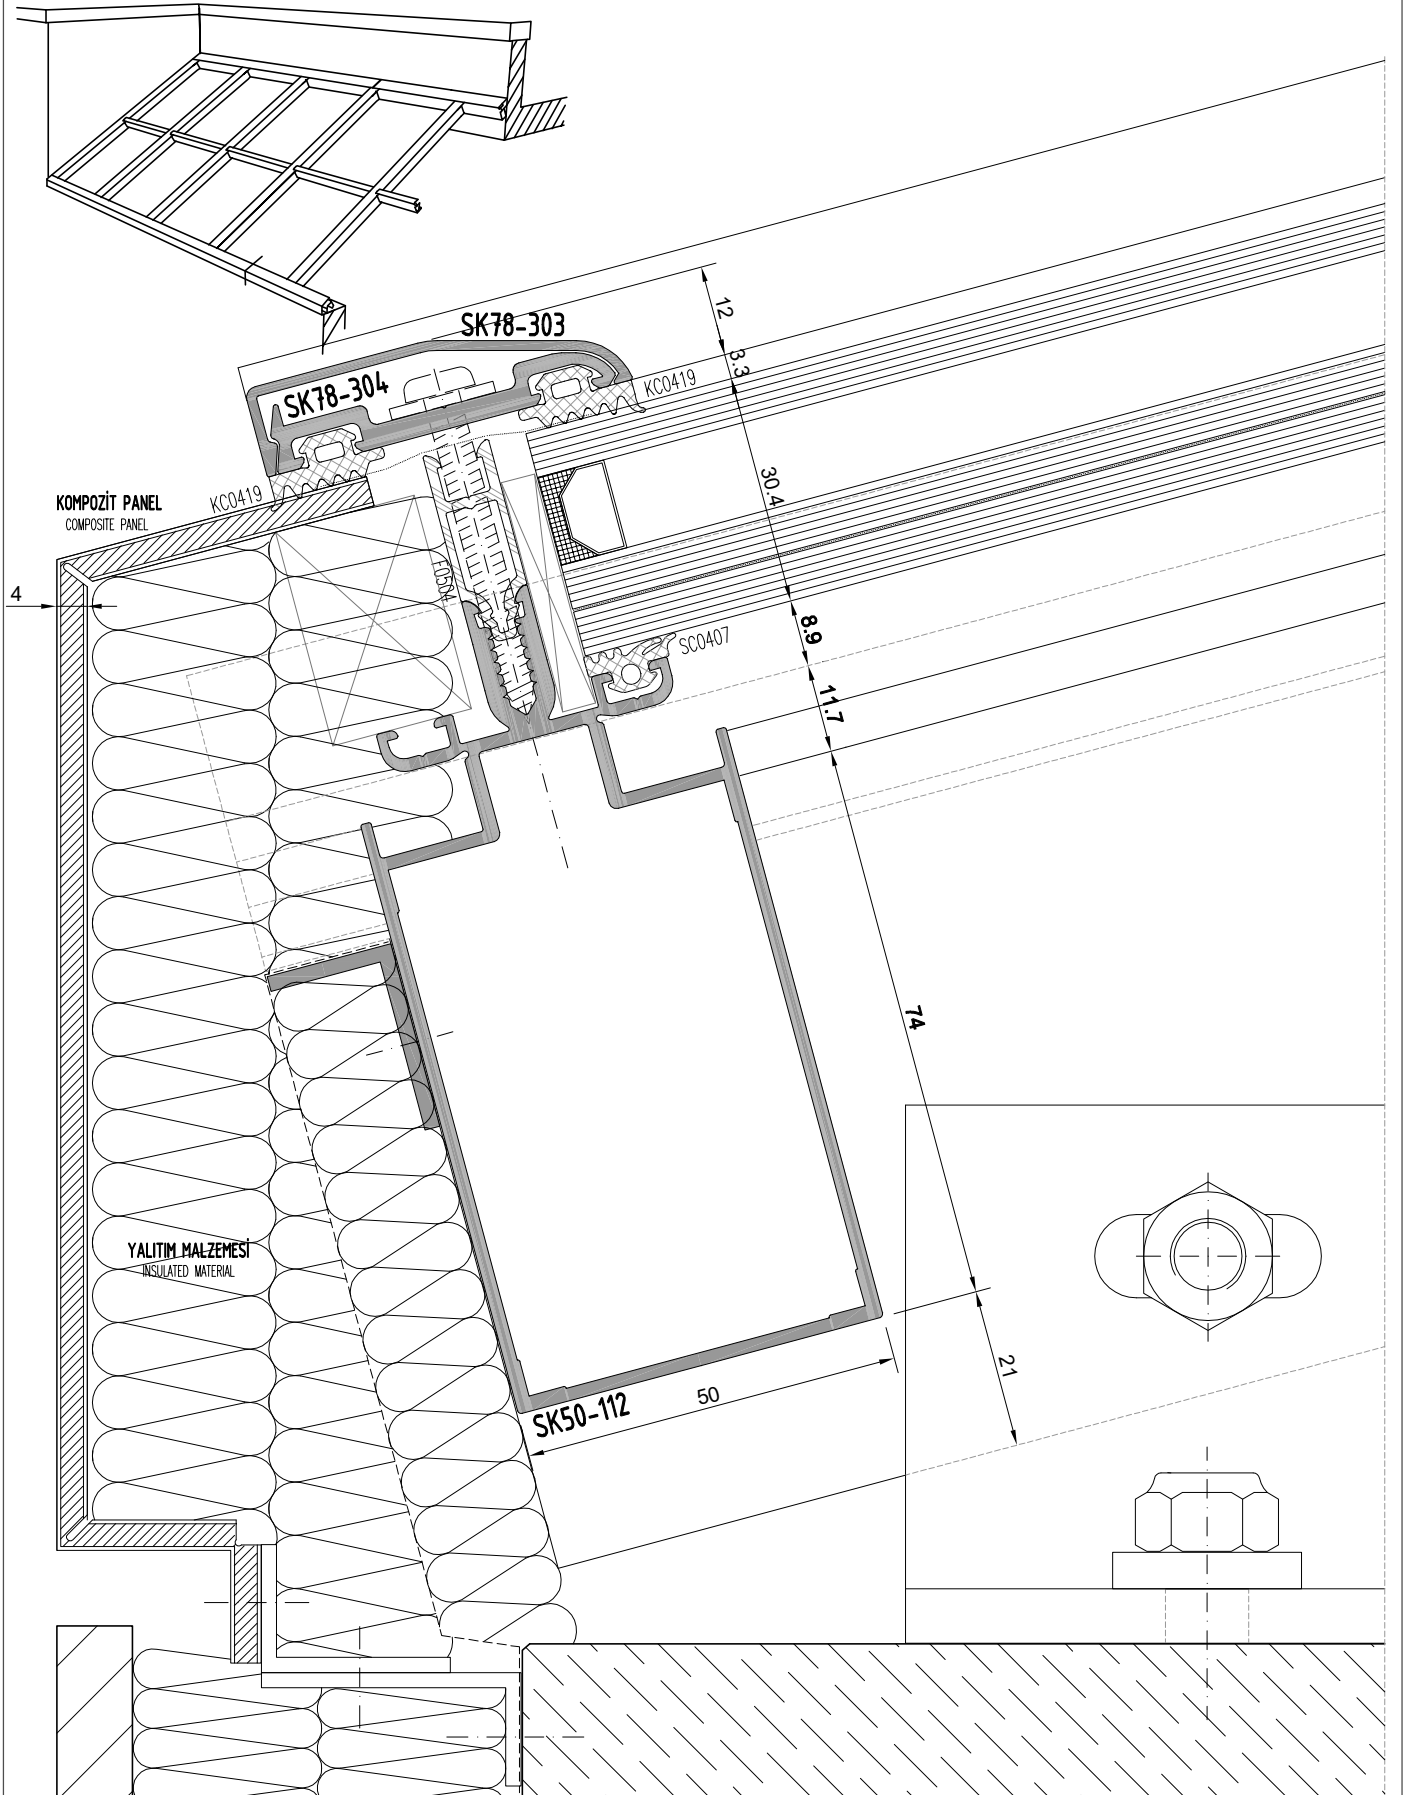 SK78-303
12
3.3
SK78-304
KC0419
30.4
KC0419
KOMPOZİT PANEL
COMPOSITE PANEL
F0504
4
8.9
SC0407
11.7
74
YALITIM MALZEMESİ
INSULATED MATERIAL
21
50
SK50-112